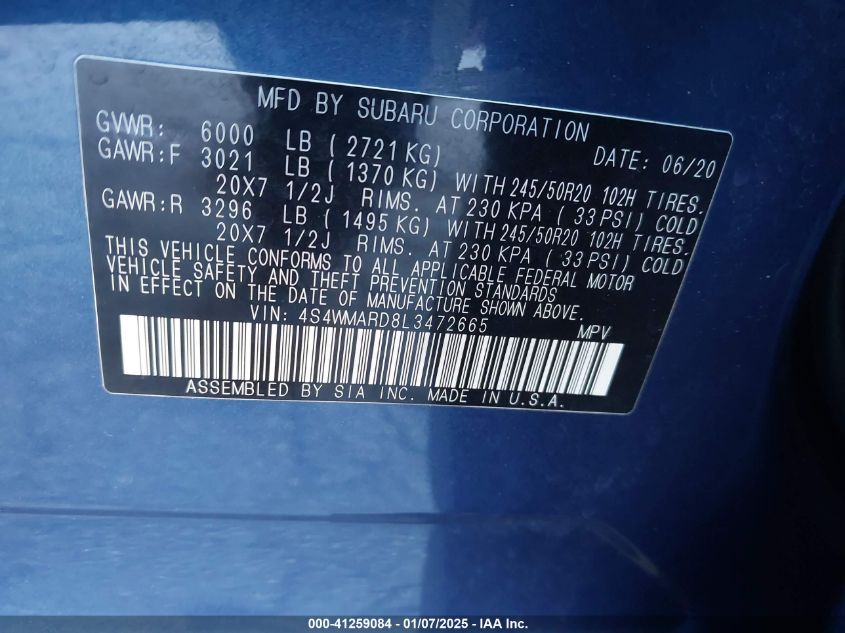 MFD BY SUBARU CORPORATION
GVWR: 6000 LB ( 2721 KG) DATE: 06/20
GAWR:F 3021 LB ( 1370 KG) WITH 245/50R20 102H TIRES.
20X7 1/2J RIMS. AT 230 KPA ( 33 PSI) COLD
GAWR:R 3296 LB ( 1495 KG) WITH 245/50R20 102H TIRES.
20X7 1/2J RIMS. AT 230 KPA ( 33 PSI) COLD
THIS VEHICLE CONFORMS TO ALL APPLICABLE FEDERAL MOTOR
VEHICLE SAFETY AND THEFT PREVENTION STANDARDS
IN EFFECT ON THE DATE OF MANUFACTURE SHOWN ABOVE.
VIN: 4S4WMARD8L3472665 MPV
ASSEMBLED BY SIA INC. MADE IN U.S.A.
000-41259084 - 01/07/2025 - IAA Inc.